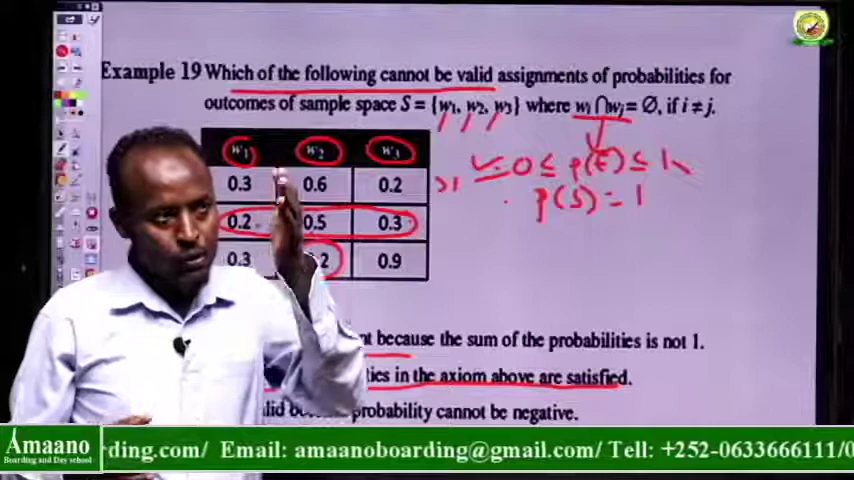 Example 19 Which of the following cannot be valid assignments of probabilities for
outcomes of sample space S = {w1, w2, w3} where wi ∩ wj = Ø, if i ≠ j.
w1 w2 w3
0.3 0.6 0.2 >1
0.2 0.5 0.3
0.3 .2 0.9
0 ≤ P(E) ≤ 1
P(S) = 1
because the sum of the probabilities is not 1.
in the axiom above are satisfied.
probability cannot be negative.
Amaano
Boarding and Day school
rding.com/ Email: amaanoboarding@gmail.com/ Tell: +252-0633666111/0